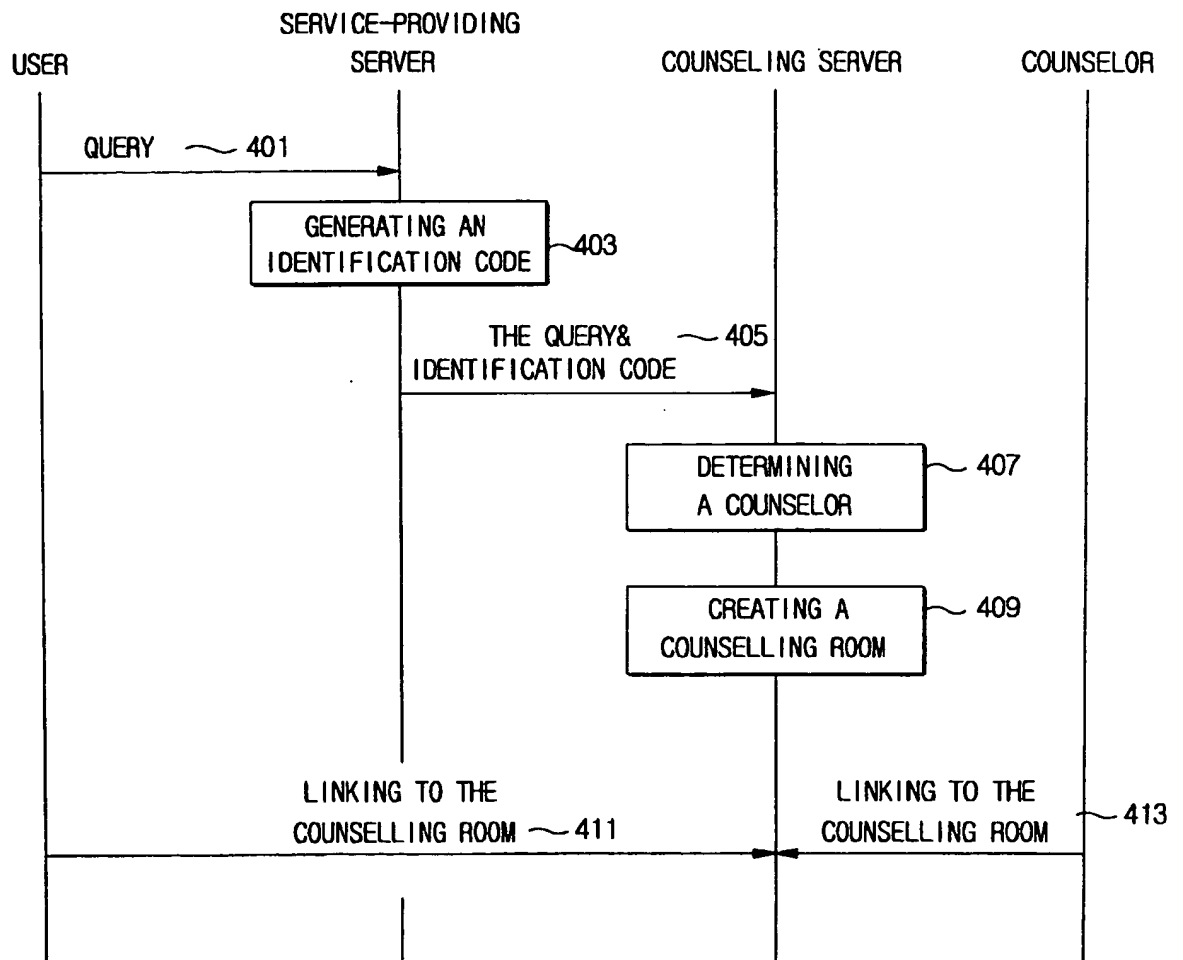 SERVICE-PROVIDING
USER
SERVER
COUNSELING SERVER
COUNSELOR
QUERY
401
GENERATING AN
IDENTIFICATION CODE
403
THE QUERY&
405
IDENTIFICATION CODE
DETERMINING
A COUNSELOR
407
CREATING A
COUNSELLING ROOM
409
LINKING TO THE
COUNSELLING ROOM
411
LINKING TO THE
COUNSELLING ROOM
413